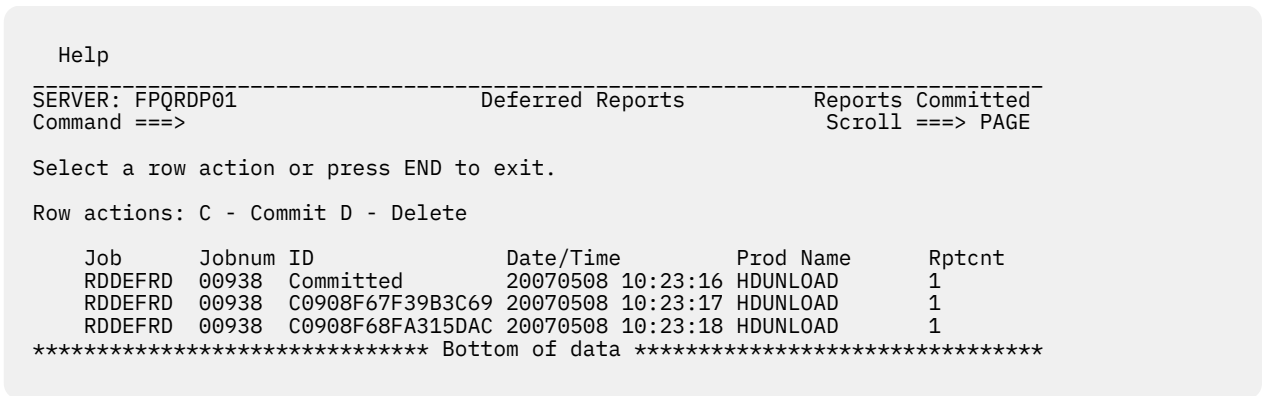 Help
SERVER: FPQRDP01 Deferred Reports Reports Committed
Command ===> Scroll ===> PAGE
Select a row action or press END to exit.
Row actions: C - Commit D - Delete
Job Jobnum ID Date/Time Prod Name Rptcnt
RDDEFRD 00938 Committed 20070508 10:23:16 HDUNLOAD 1
RDDEFRD 00938 C0908F67F39B3C69 20070508 10:23:17 HDUNLOAD 1
RDDEFRD 00938 C0908F68FA315DAC 20070508 10:23:18 HDUNLOAD 1
******************************* Bottom of data ********************************